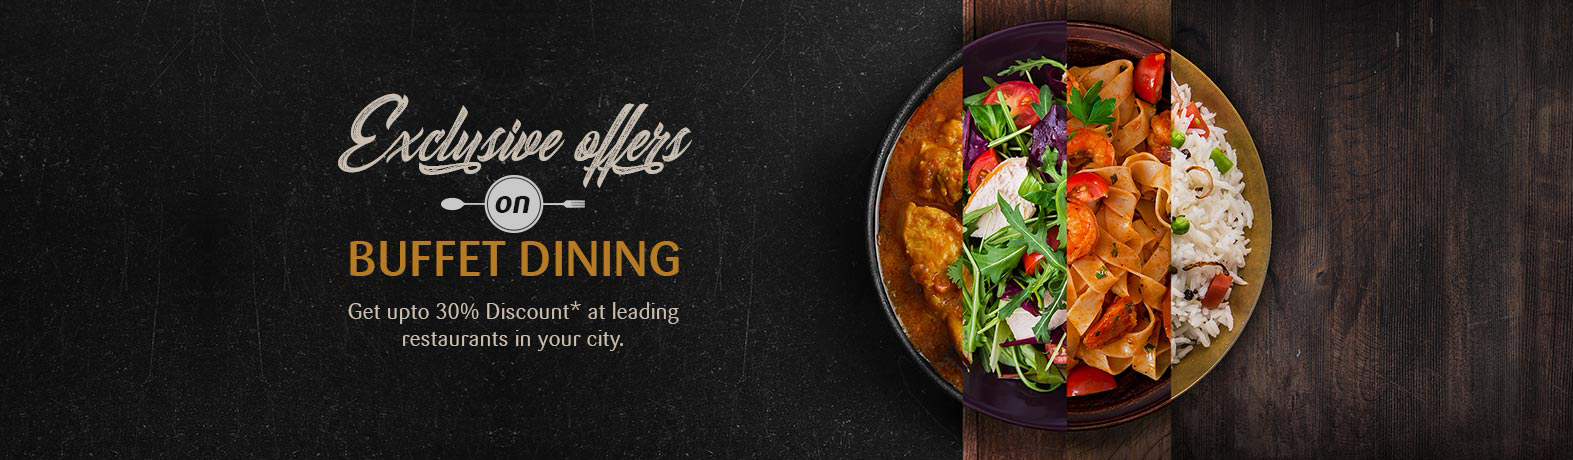 Exclusive offers
on
BUFFET DINING
Get upto 30% Discount* at leading
restaurants in your city.